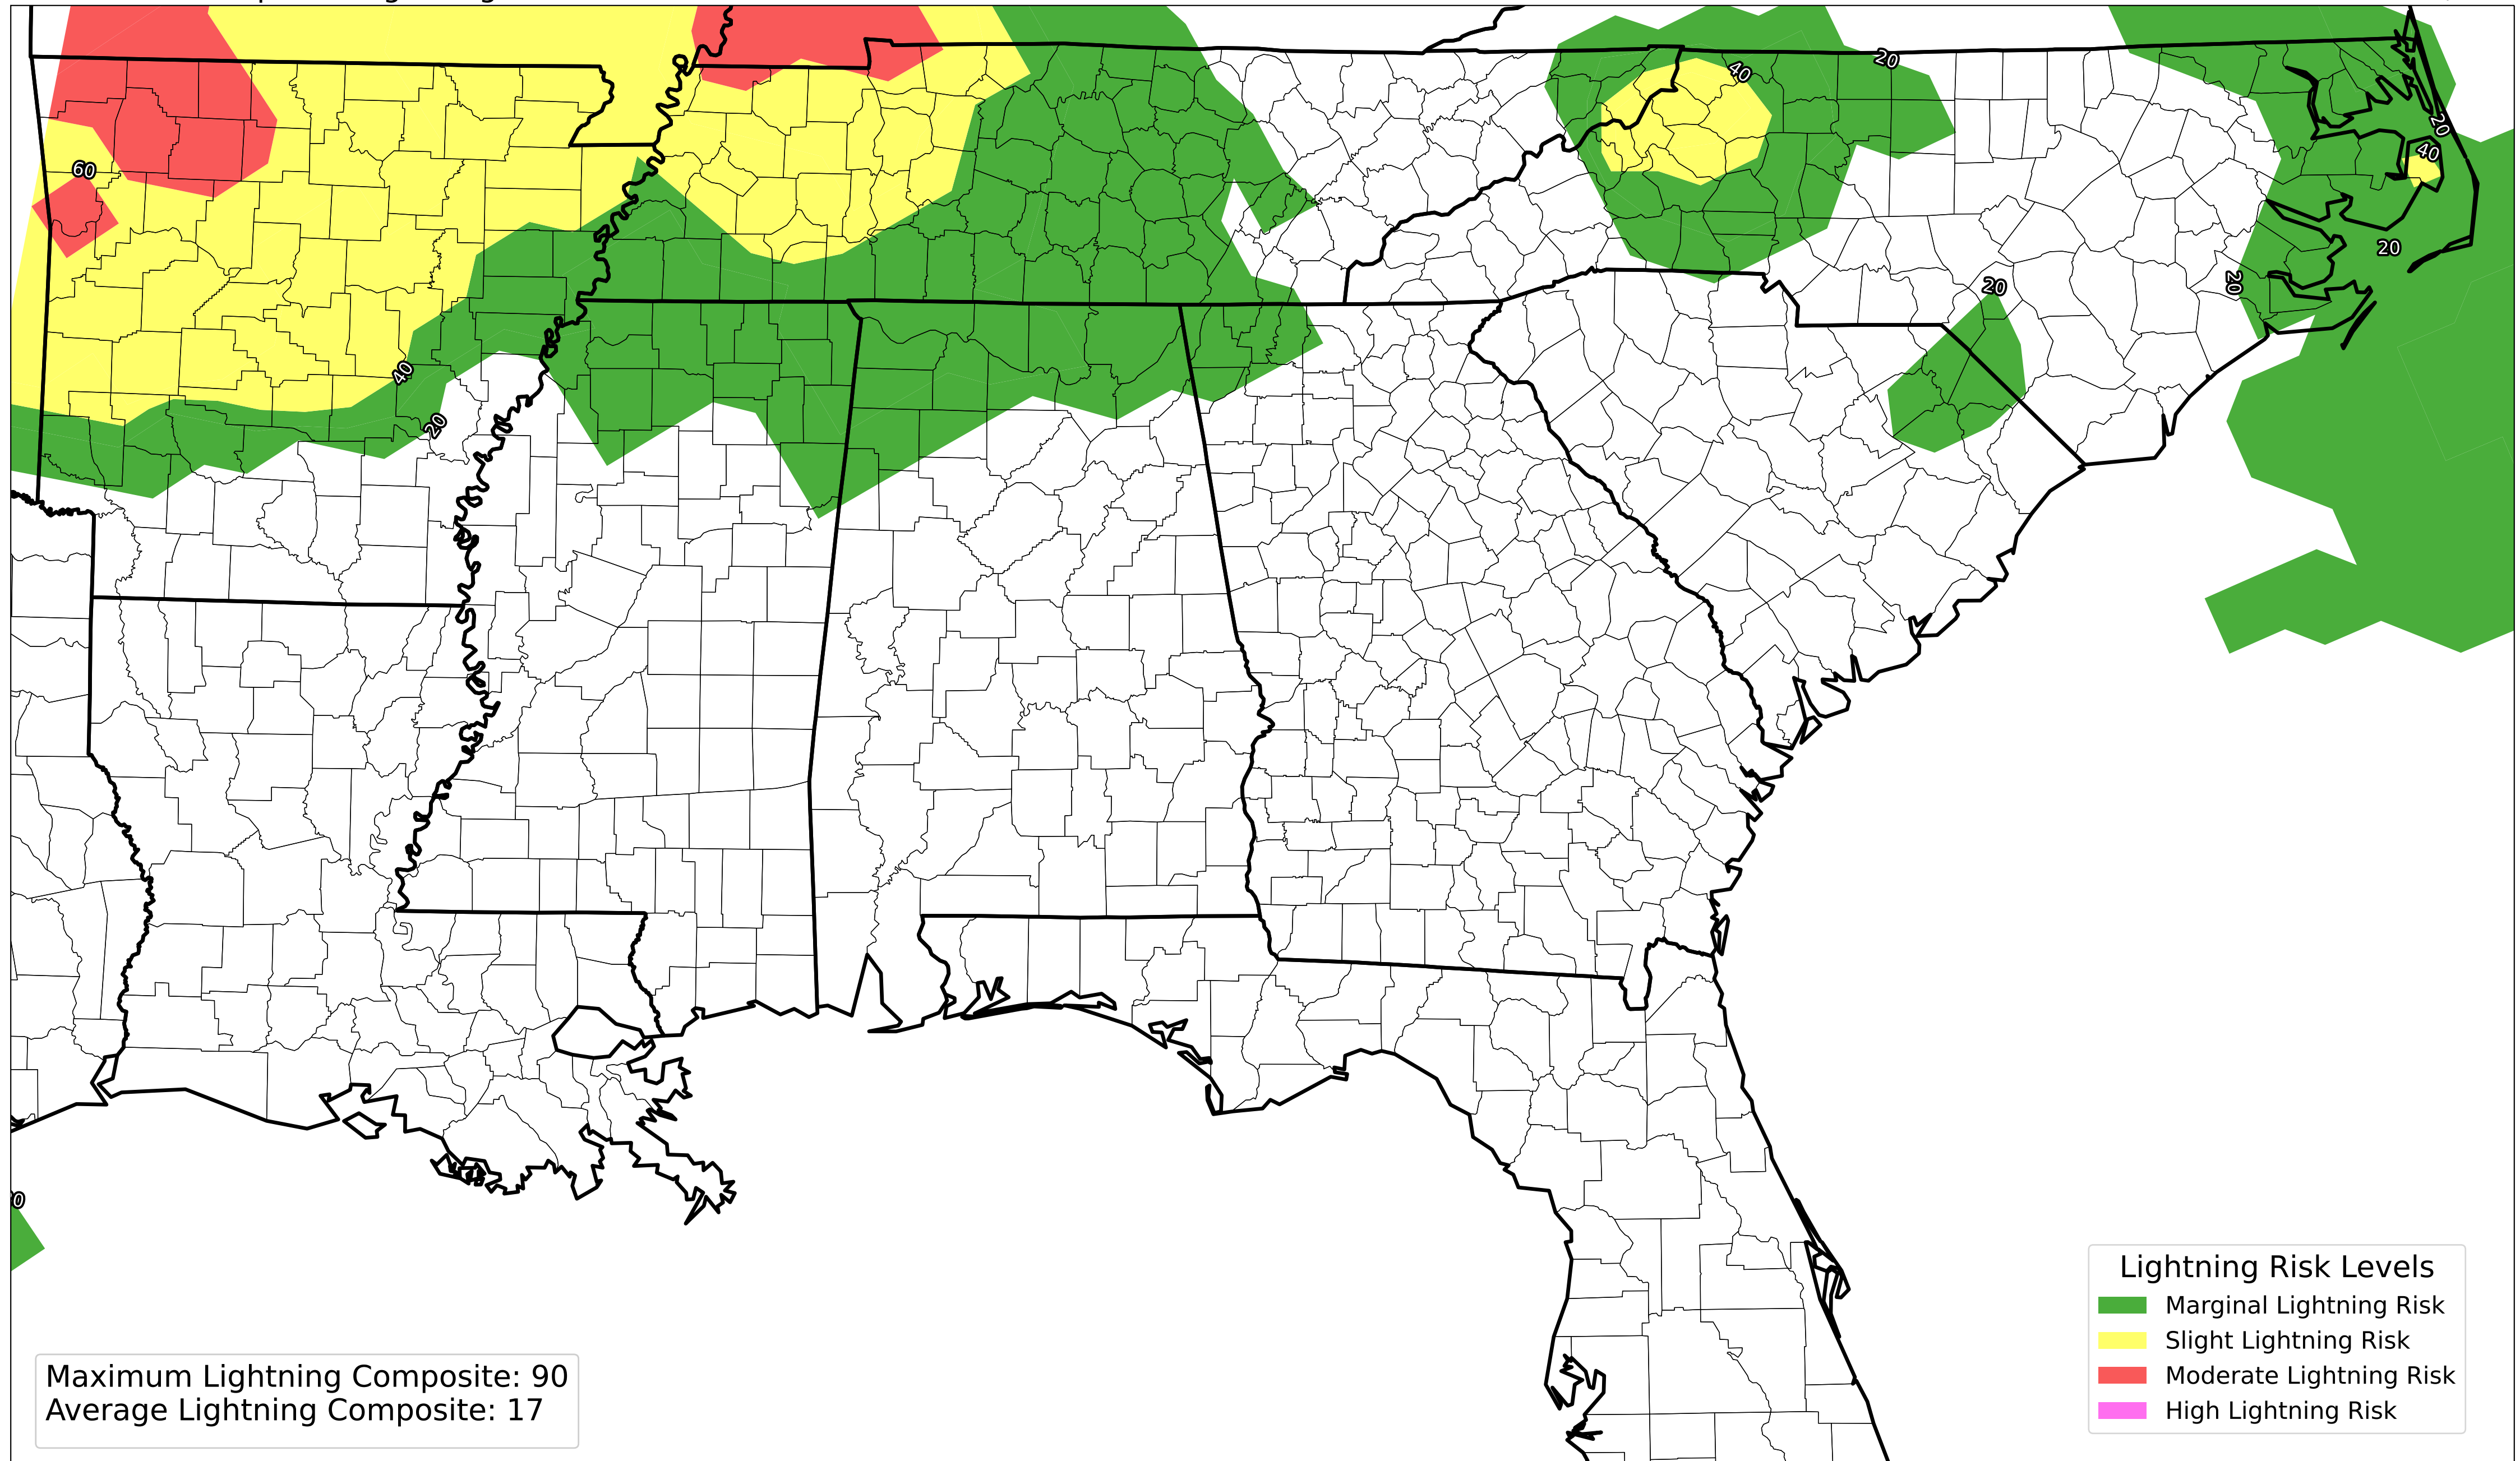 40
20
60
40
20
40
20
20
20
40
20
Lightning Risk Levels
Marginal Lightning Risk
Slight Lightning Risk
Moderate Lightning Risk
High Lightning Risk
Maximum Lightning Composite: 90
Average Lightning Composite: 17